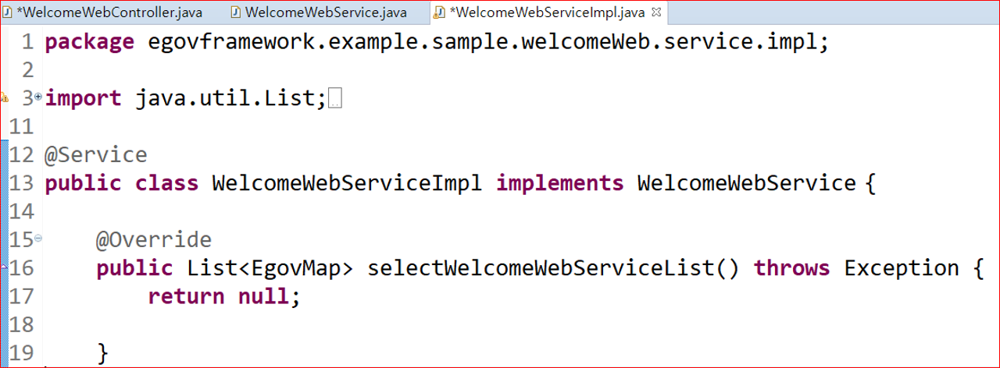 *WelcomeWebController.java WelcomeWebService.java *WelcomeWebServiceImpl.java
1 package egovframework.example.sample.welcomeWeb.service.impl;
2
3 import java.util.List;
11
12 @Service
13 public class WelcomeWebServiceImpl implements WelcomeWebService {
14
15 @Override
16 public List<EgovMap> selectWelcomeWebServiceList() throws Exception {
17 return null;
18
19 }